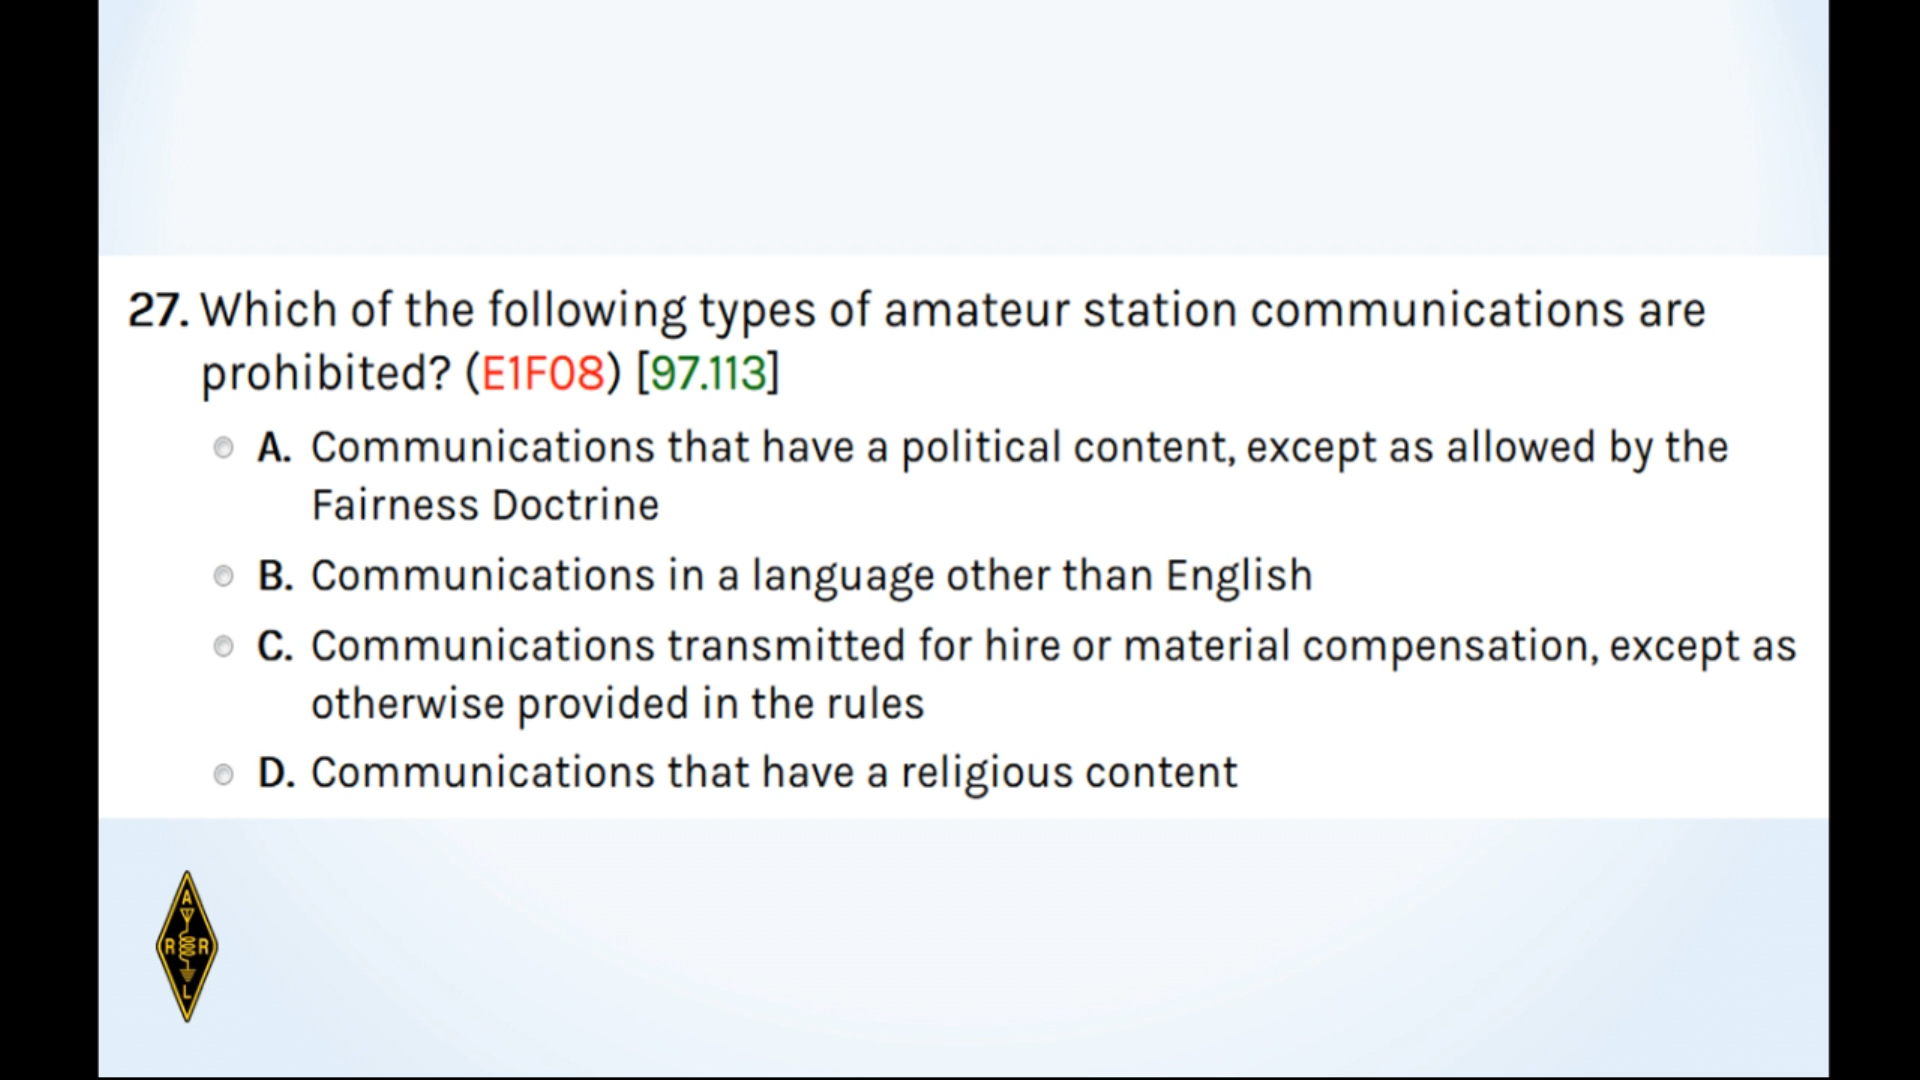 27. Which of the following types of amateur station communications are
prohibited? (E1F08) [97.113]
A. Communications that have a political content, except as allowed by the
Fairness Doctrine
B. Communications in a language other than English
C. Communications transmitted for hire or material compensation, except as
otherwise provided in the rules
D. Communications that have a religious content
A
R R
L